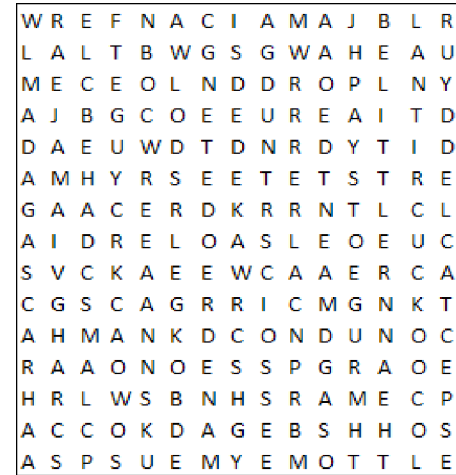 W R E F N A C I A M A J B L R
L A L T B W G S G W A H E A U
M E C E O L N D D R O P L N Y
A J B G C O E E U R E A I T D
D A E U W D T D N R D Y T I D
A M H Y R S E E T E T S T R E
G A A C E R D K R R N T L C L
A I D R E L O A S L E O E U C
S V C K A E E W C A A E R C A
C G S C A G R R I C M G N K T
A H M A N K D C O N D U N O C
R A A O N O E S S P G R A O E
H R L W S B N H S R A M E C P
A C C O K D A G E B S H H O S
A S P S U E M Y E M O T T L E